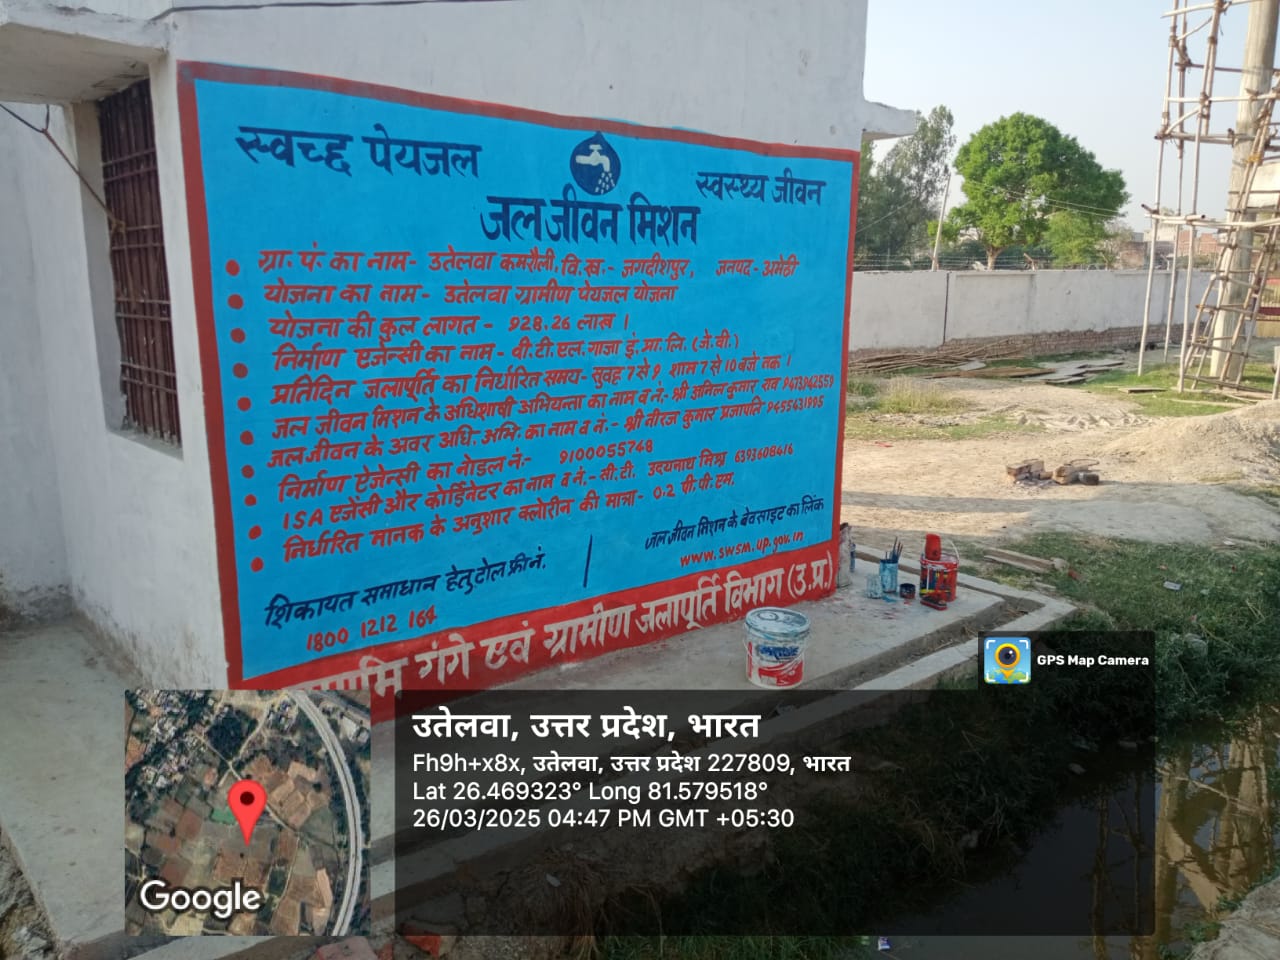 स्वच्छ पेयजल
स्वस्थ्य जीवन
जल जीवन मिशन
ग्रा. पं. का नाम- उतेलवा कमरौली, वि.ख.- जगदीशपुर, जनपद- अमेठी
योजना का नाम- उतेलवा ग्रामीण पेयजल योजना
योजना की कुल लागत - 928.26 लाख ।
निर्माण एजेन्सी का नाम- वी.टी.एल.गाजा इं. प्रा. लि. (जे.वी.)
प्रतिदिन जलापूर्ति का निर्धारित समय- सुवह 7 से 9 शाम 7 से 10 बजे तक ।
जल जीवन मिशन के अधिशाषी अभियन्ता का नाम व नं.- श्री अनिल कुमार राव 9473942559
जल जीवन के अवर अधि. अभि. का नाम व नं.- श्री नीरज कुमार प्रजापति 9455431995
निर्माण ऐजेन्सी का नोडल नं.- 9100055748
ISA एजेंसी और कोर्डिनेटर का नाम व नं.- सी.टी. उदयनाथ मिश्र 6393608416
निर्धारित मानक के अनुशार क्लोरीन की मात्रा- 0.2 पी.पी.एम.
शिकायत समाधान हेतु टोल फ्री नं.
1800 1212 164
जल जीवन मिशन के बेवसाइट का लिंक
www.swsm.up.gov.in
गंगे एवं ग्रामीण जलापूर्ति विभाग (उ.प्र.)
GPS Map Camera
उतेलवा, उत्तर प्रदेश, भारत
Fh9h+x8x, उतेलवा, उत्तर प्रदेश 227809, भारत
Lat 26.469323° Long 81.579518°
26/03/2025 04:47 PM GMT +05:30
Google